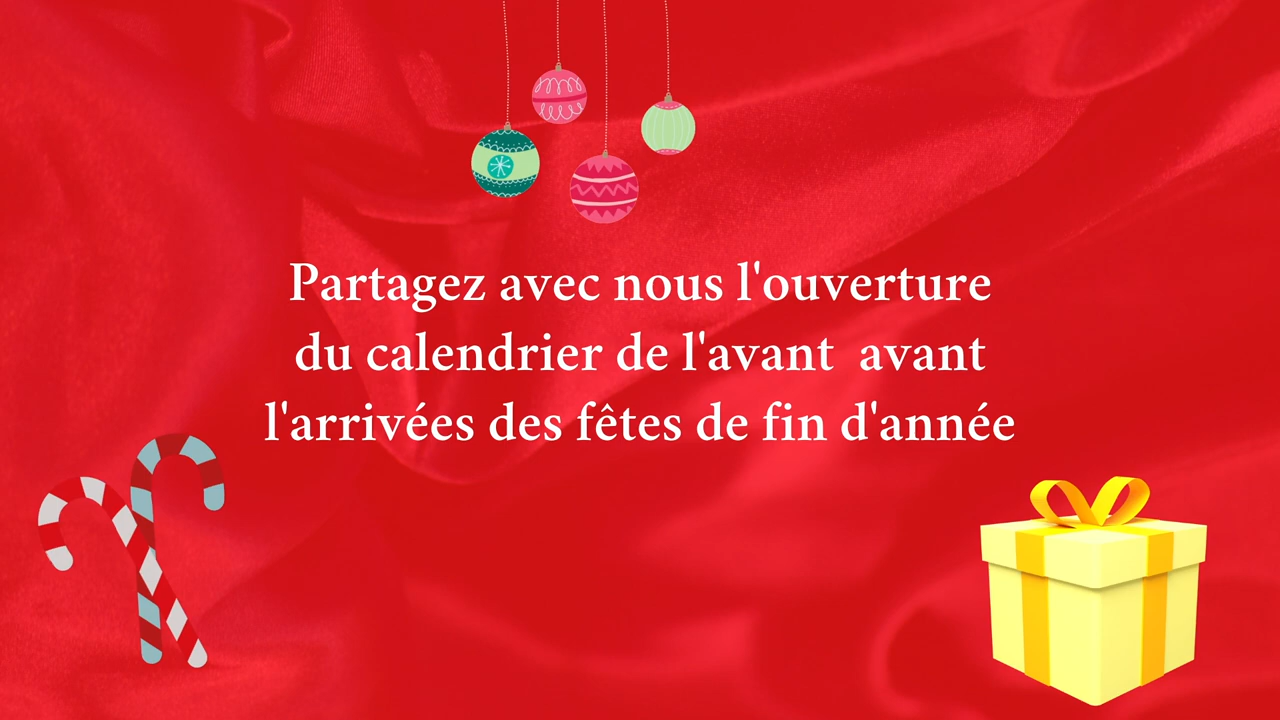 Partagez avec nous l'ouverture
du calendrier de l'avant  avant
l'arrivées des fêtes de fin d'année